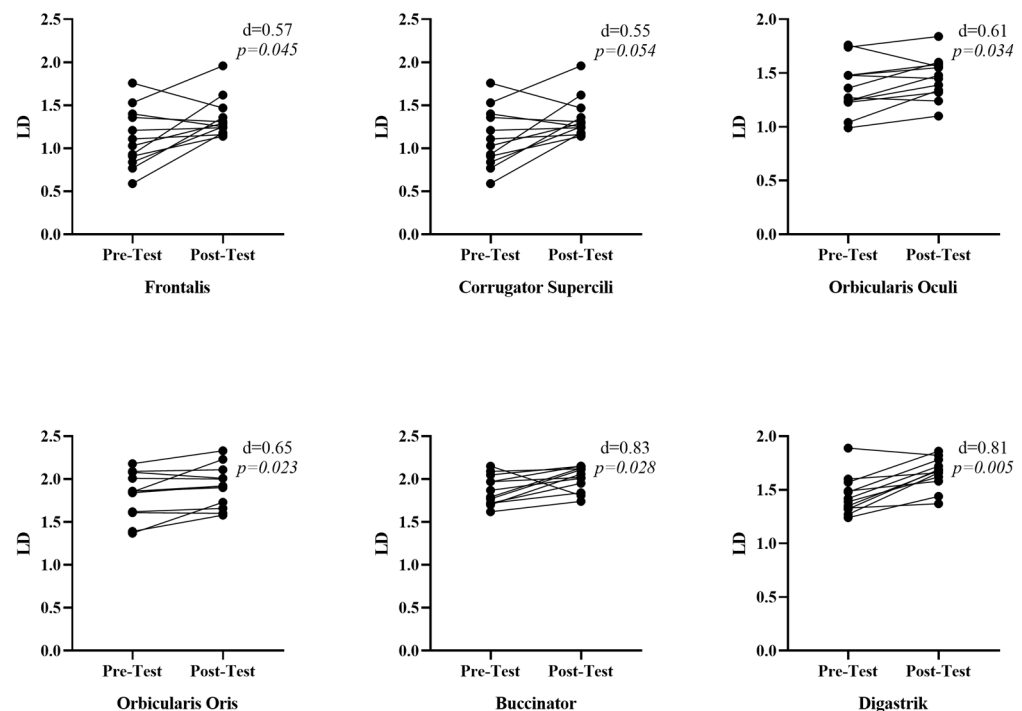 2.5
2.0
1.5
1.0
0.5
0.0
LD
d=0.57
p=0.045
Pre-Test Post-Test
Frontalis
2.5
2.0
1.5
1.0
0.5
0.0
LD
d=0.55
p=0.054
Pre-Test Post-Test
Corrugator Supercili
2.0
1.5
1.0
0.5
0.0
LD
d=0.61
p=0.034
Pre-Test Post-Test
Orbicularis Oculi
2.5
2.0
1.5
1.0
0.5
0.0
LD
d=0.65
p=0.023
Pre-Test Post-Test
Orbicularis Oris
2.5
2.0
1.5
1.0
0.5
0.0
LD
d=0.83
p=0.028
Pre-Test Post-Test
Buccinator
2.0
1.5
1.0
0.5
0.0
LD
d=0.81
p=0.005
Pre-Test Post-Test
Digastrik